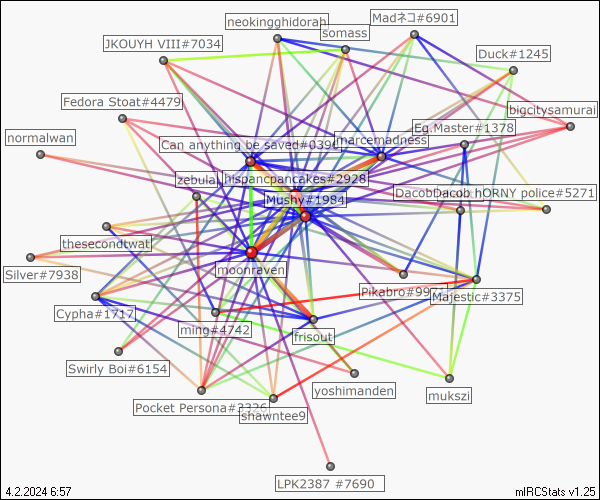 neokingghidorah
somass
Madネコ#6901
JKOUYH VIII#7034
Duck#1245
Fedora Stoat#4479
bigcitysamurai
Eg.Master#1378
normalwan
Can anything be saved#0390
marcemadness
zebula
hispancpancakes#2928
DacobDacob
hORNY police#5271
Mushy#1984
thesecondtwat
moonraven
Silver#7938
Pikabro#9971
Majestic#3375
Cypha#1717
ming#4742
frisout
Swirly Boi#6154
yoshimanden
mukszi
Pocket Persona#3326
shawntee9
LPK2387 #7690
4.2.2024 6:57
mIRCStats v1.25